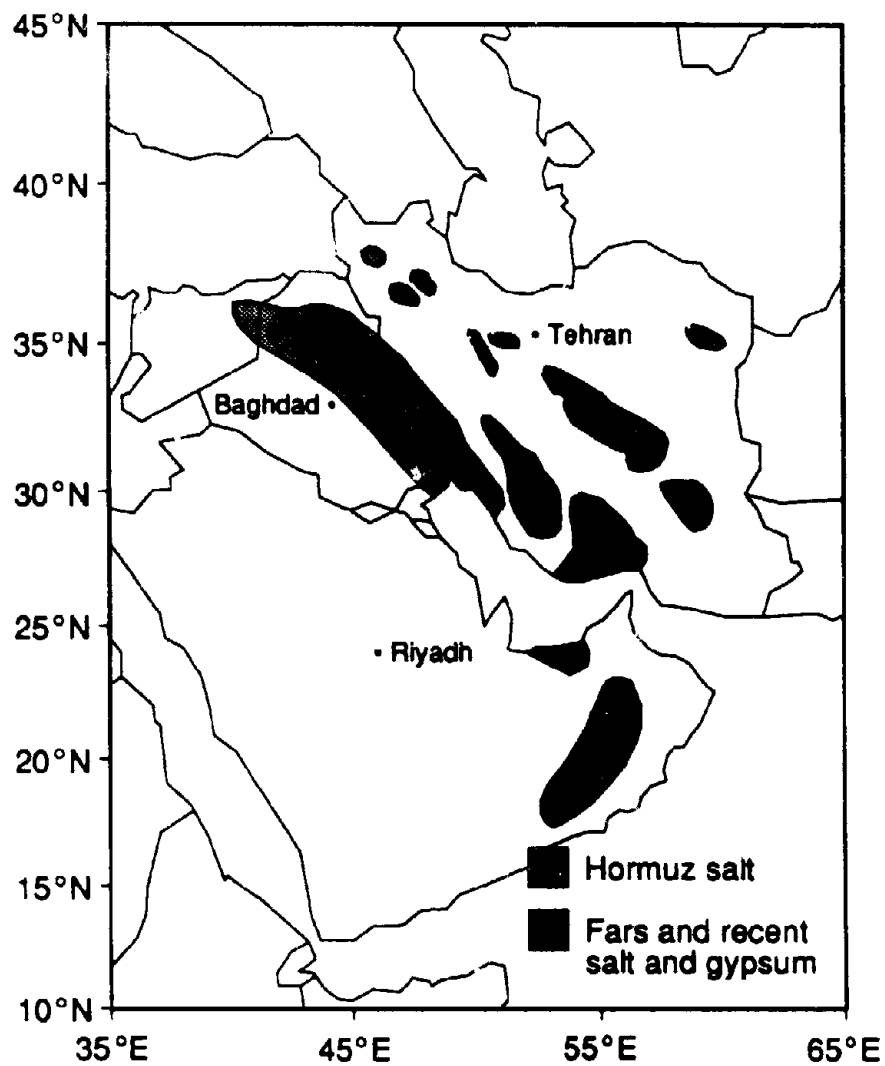 45°N
40°N
35°N
30°N
25°N
20°N
15°N
10°N
Tehran
Baghdad
Riyadh
Hormuz salt
Fars and recent
salt and gypsum
35°E
45°E
55°E
65°E